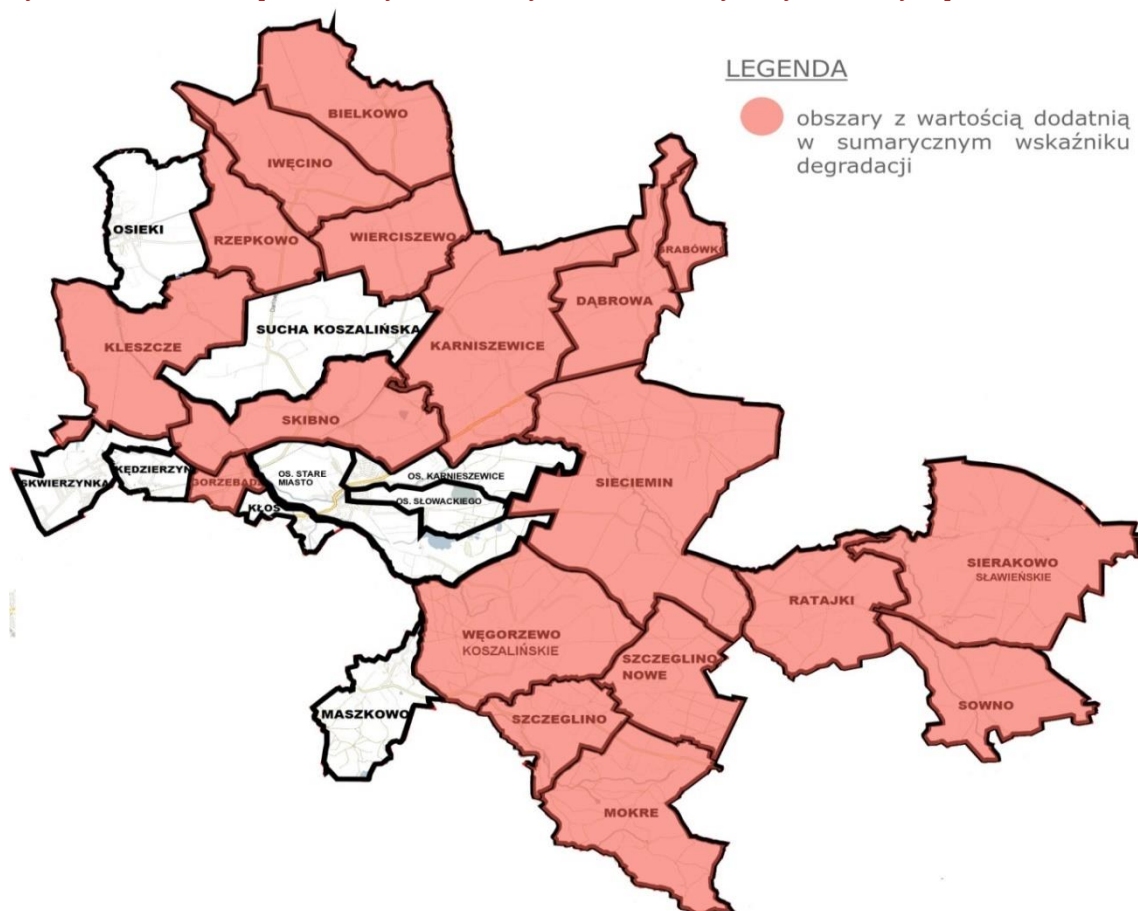 LEGENDA
obszary z wartością dodatnią
w sumarycznym wskaźniku
degradacji
BIELKOWO
IWĘCINO
OSIEKI
RZEPKOWO
WIERCISZEWO
GRABÓWKO
DĄBROWA
SUCHA KOSZALIŃSKA
KLESZCZE
KARNISZEWICE
SKIBNO
SKWIERZYNKA
KĘDZIERZYN
GORZEBĄDZ
OS. STARE
MIASTO
OS. KARNIESZEWICE
OS. SŁOWACKIEGO
KŁOS
SIECIEMIN
SIERAKOWO
SŁAWIEŃSKIE
RATAJKI
WĘGORZEWO
KOSZALIŃSKIE
SZCZEGLINO
NOWE
SOWNO
MASZKOWO
SZCZEGLINO
MOKRE